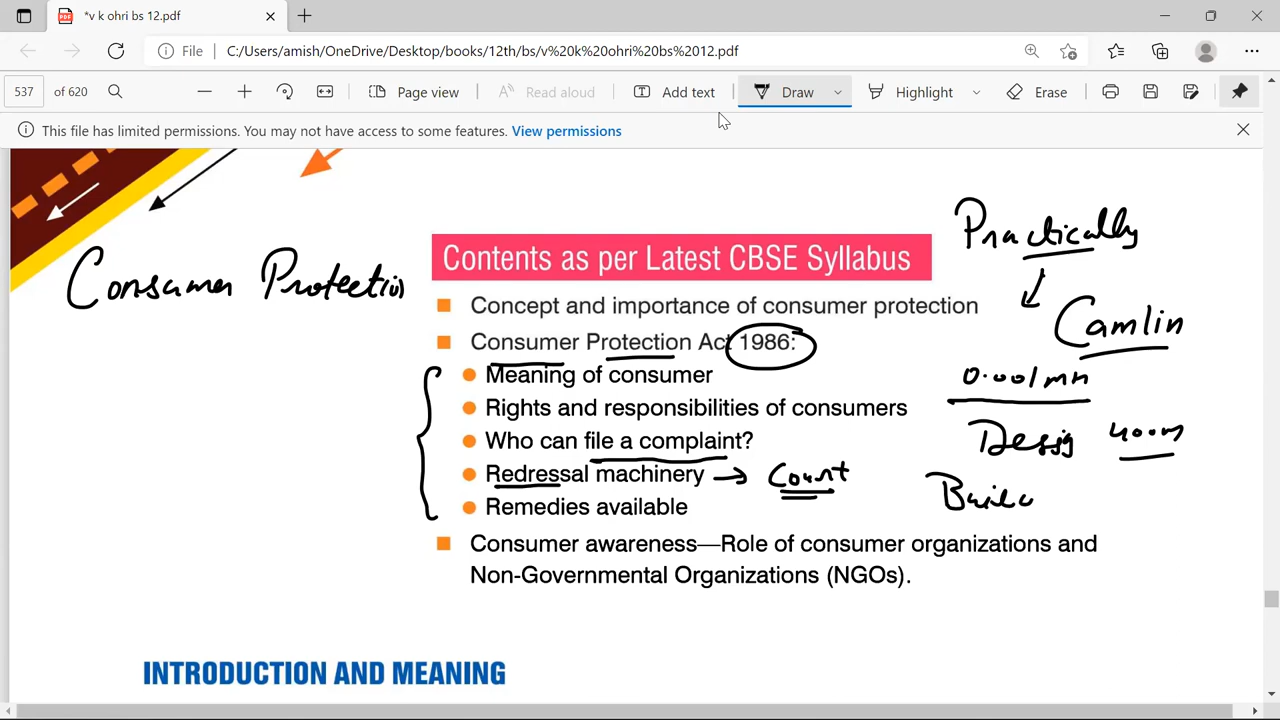 *v k ohri bs 12.pdf
File C:/Users/amish/OneDrive/Desktop/books/12th/bs/v%20k%20ohri%20bs%2012.pdf
537 of 620 Page view Read aloud Add text Draw Highlight Erase
This file has limited permissions. You may not have access to some features. View permissions
Practically
Contents as per Latest CBSE Syllabus
Consumer Protection
Concept and importance of consumer protection
Camlin
Consumer Protection Act 1986:
Meaning of consumer
0.001mm
Rights and responsibilities of consumers
Who can file a complaint?
Redressal machinery → Court
Remedies available
Consumer awareness—Role of consumer organizations and
Non-Governmental Organizations (NGOs).
INTRODUCTION AND MEANING